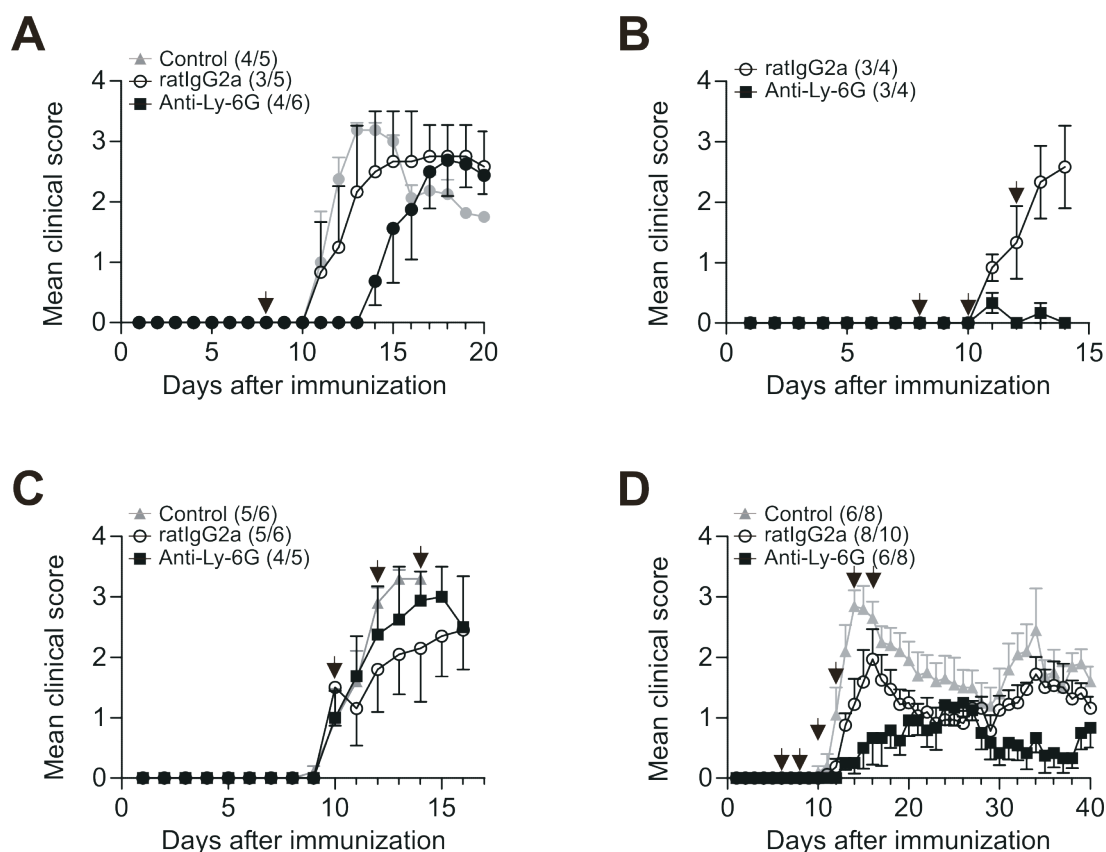 A
Control (4/5)
ratIgG2a (3/5)
Anti-Ly-6G (4/6)
Mean clinical score
4
3
2
1
0
0 5 10 15 20
Days after immunization
B
ratIgG2a (3/4)
Anti-Ly-6G (3/4)
Mean clinical score
4
3
2
1
0
0 5 10 15
Days after immunization
C
Control (5/6)
ratIgG2a (5/6)
Anti-Ly-6G (4/5)
Mean clinical score
4
3
2
1
0
0 5 10 15
Days after immunization
D
Control (6/8)
ratIgG2a (8/10)
Anti-Ly-6G (6/8)
Mean clinical score
4
3
2
1
0
0 10 20 30 40
Days after immunization